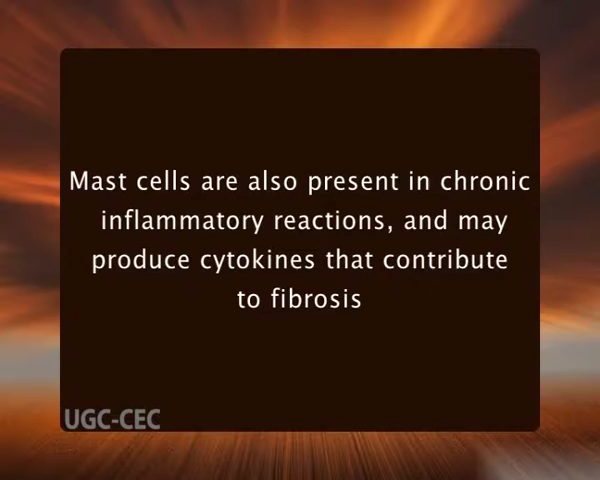 Mast cells are also present in chronic
inflammatory reactions, and may
produce cytokines that contribute
to fibrosis
UGC-CEC